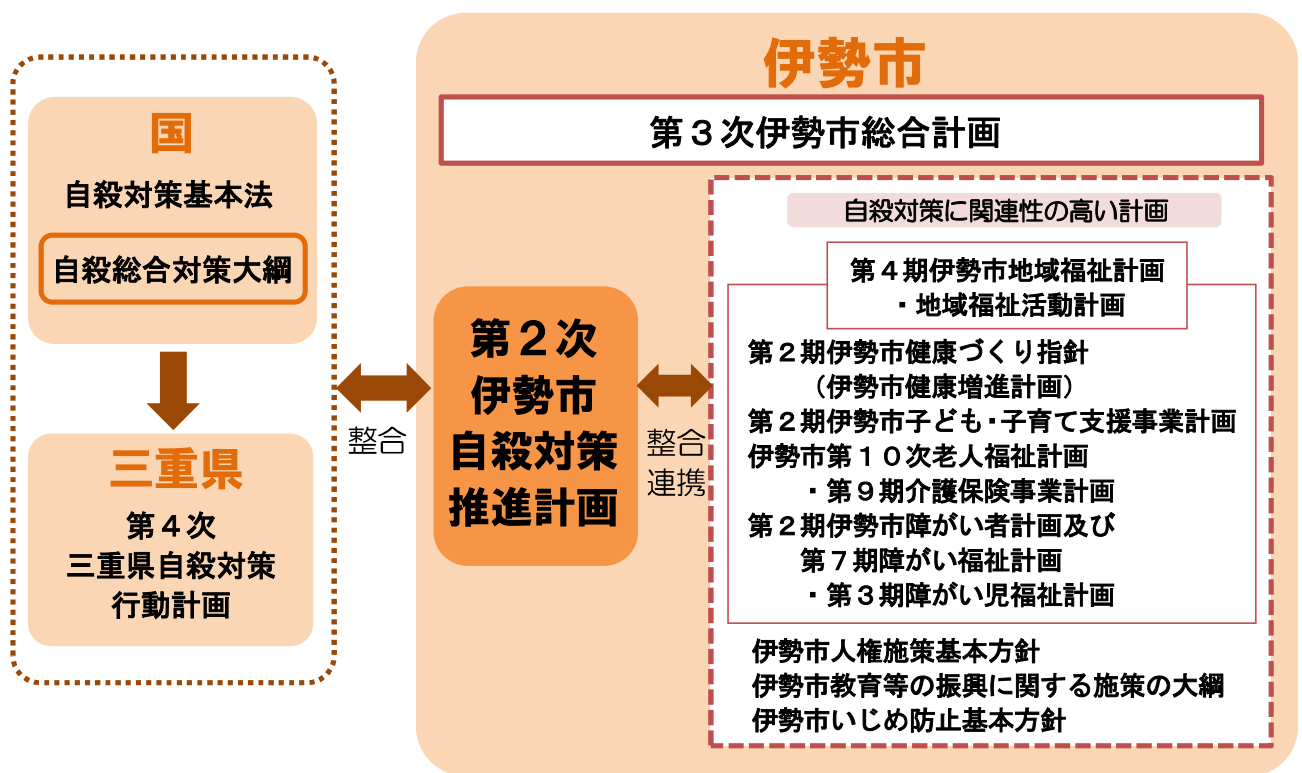 伊勢市
第３次伊勢市総合計画
国
自殺対策基本法
自殺総合対策大綱
三重県
第４次
三重県自殺対策
行動計画
整合
第２次
伊勢市
自殺対策
推進計画
整合
連携
自殺対策に関連性の高い計画
第４期伊勢市地域福祉計画
・地域福祉活動計画
第２期伊勢市健康づくり指針
（伊勢市健康増進計画）
第２期伊勢市子ども・子育て支援事業計画
伊勢市第１０次老人福祉計画
・第９期介護保険事業計画
第２期伊勢市障がい者計画及び
第７期障がい福祉計画
・第３期障がい児福祉計画
伊勢市人権施策基本方針
伊勢市教育等の振興に関する施策の大綱
伊勢市いじめ防止基本方針